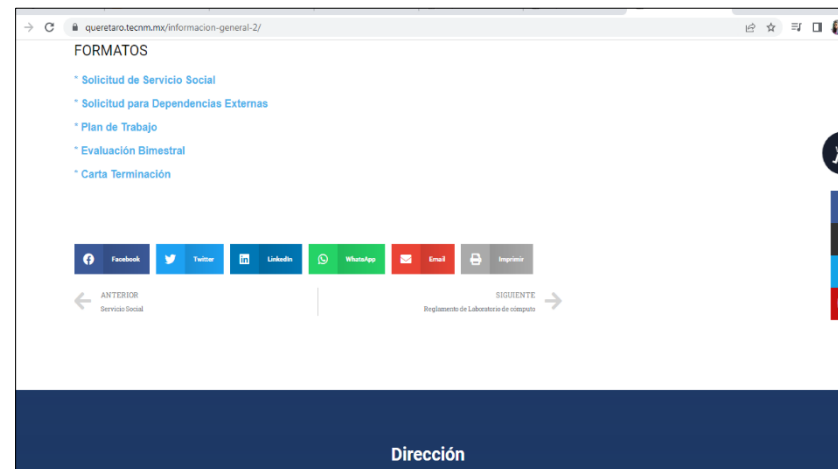 queretaro.tecnm.mx/informacion-general-2/
FORMATOS
* Solicitud de Servicio Social
* Solicitud para Dependencias Externas
* Plan de Trabajo
* Evaluación Bimestral
* Carta Terminación
Facebook Twitter LinkedIn WhatsApp Email Imprimir
ANTERIOR SIGUIENTE
Servicio Social Reglamento de Laboratorio de cómputo
Dirección